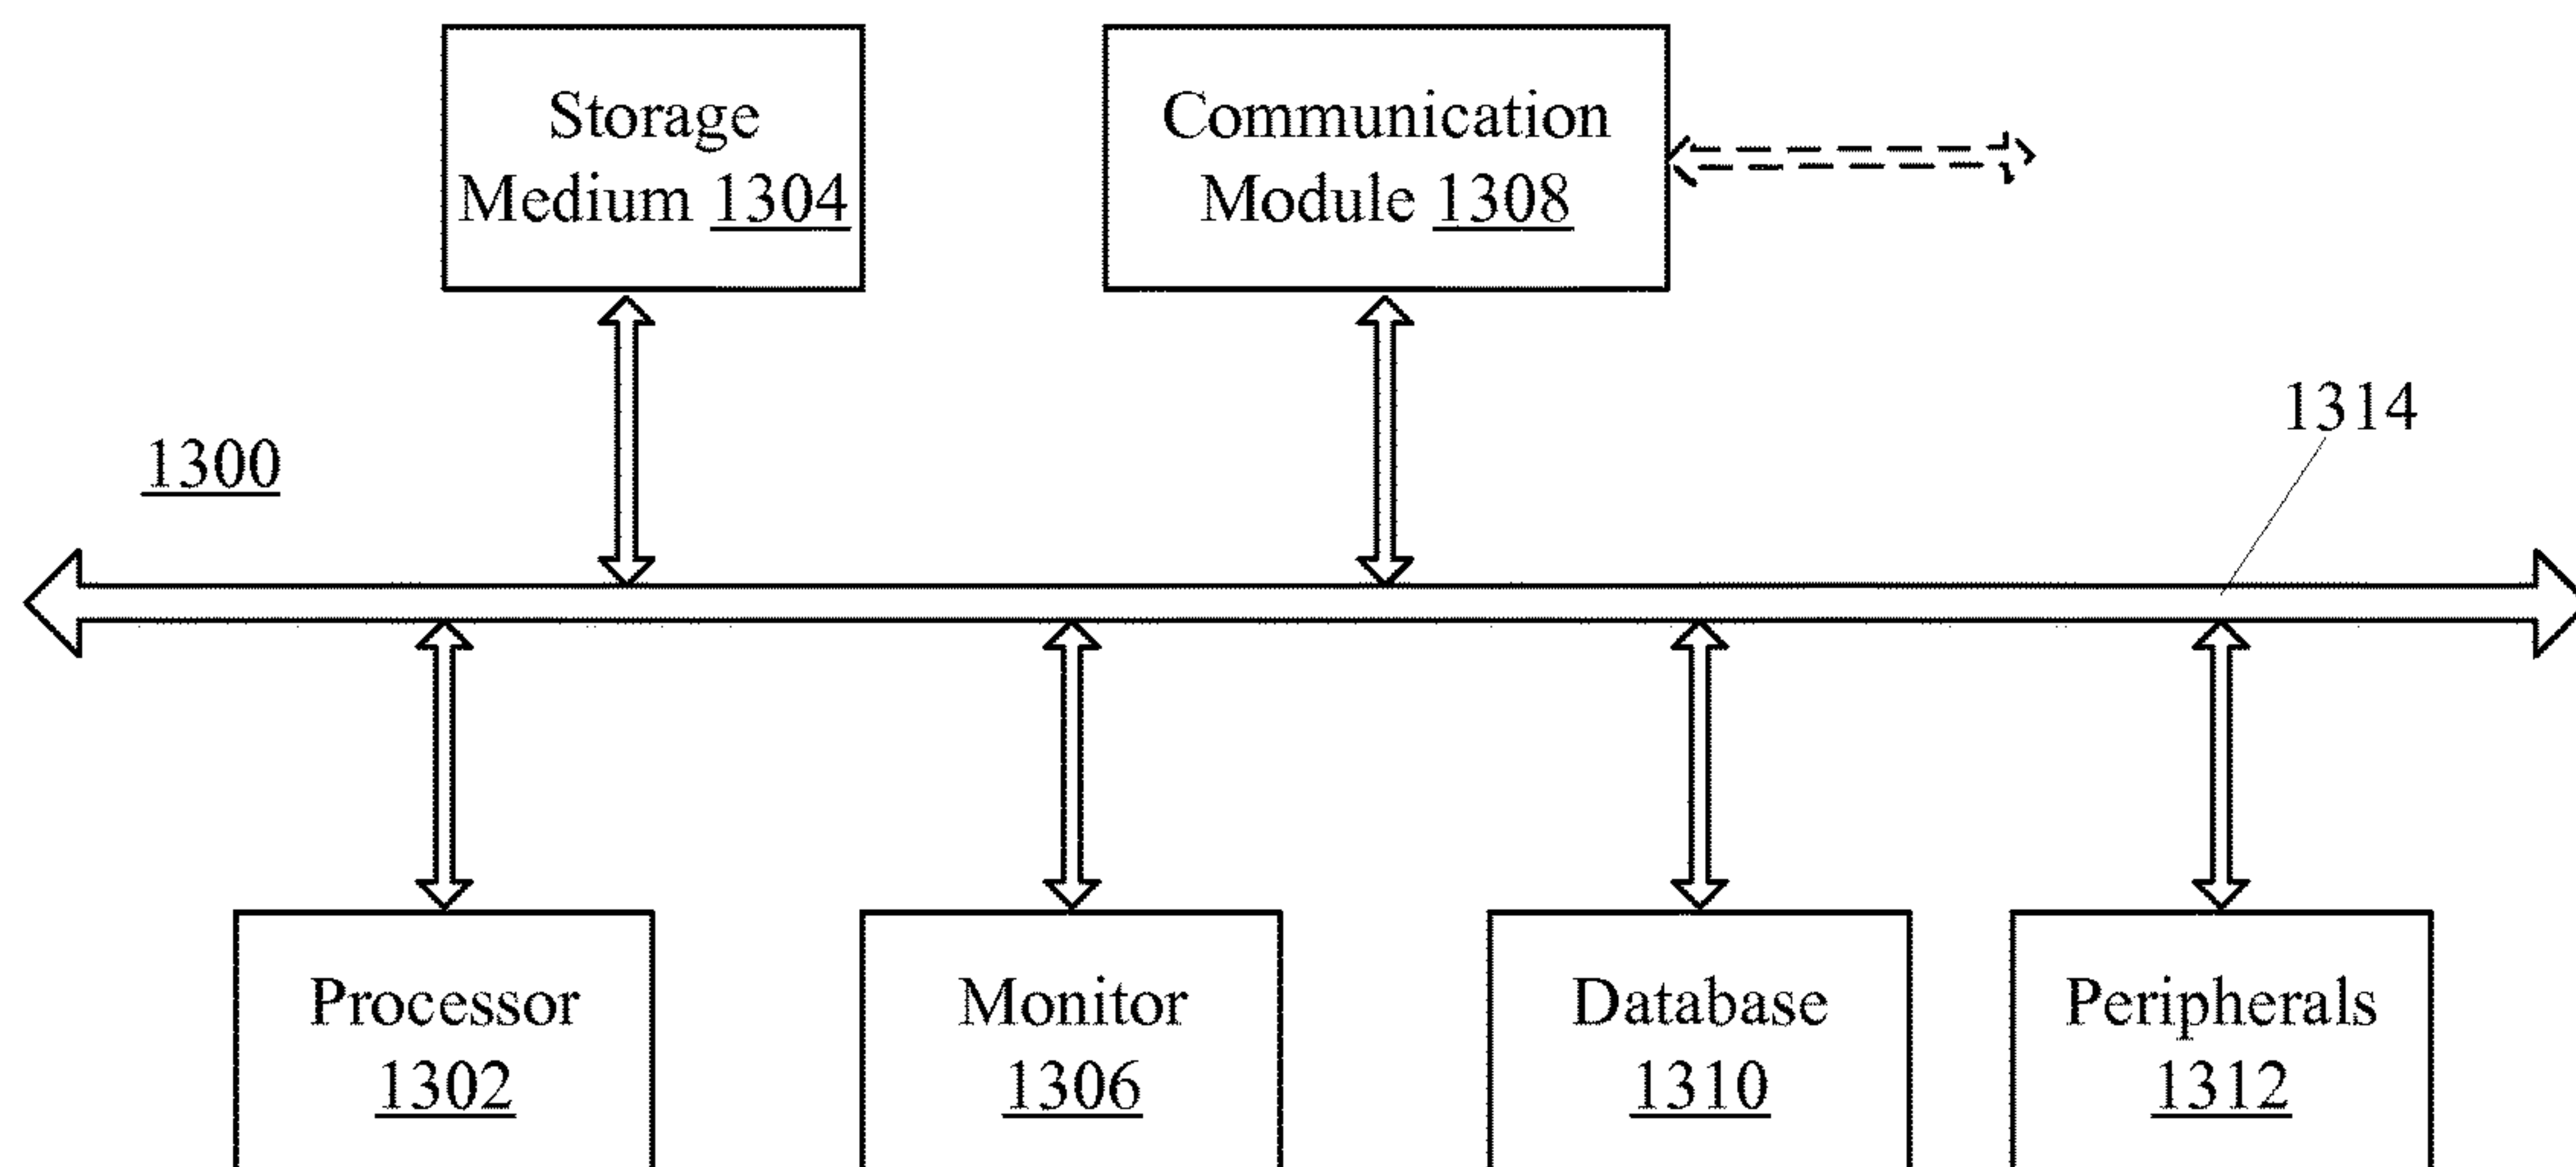 Storage
Medium 1304
Communication
Module 1308
1314
1300
Processor
1302
Monitor
1306
Database
1310
Peripherals
1312